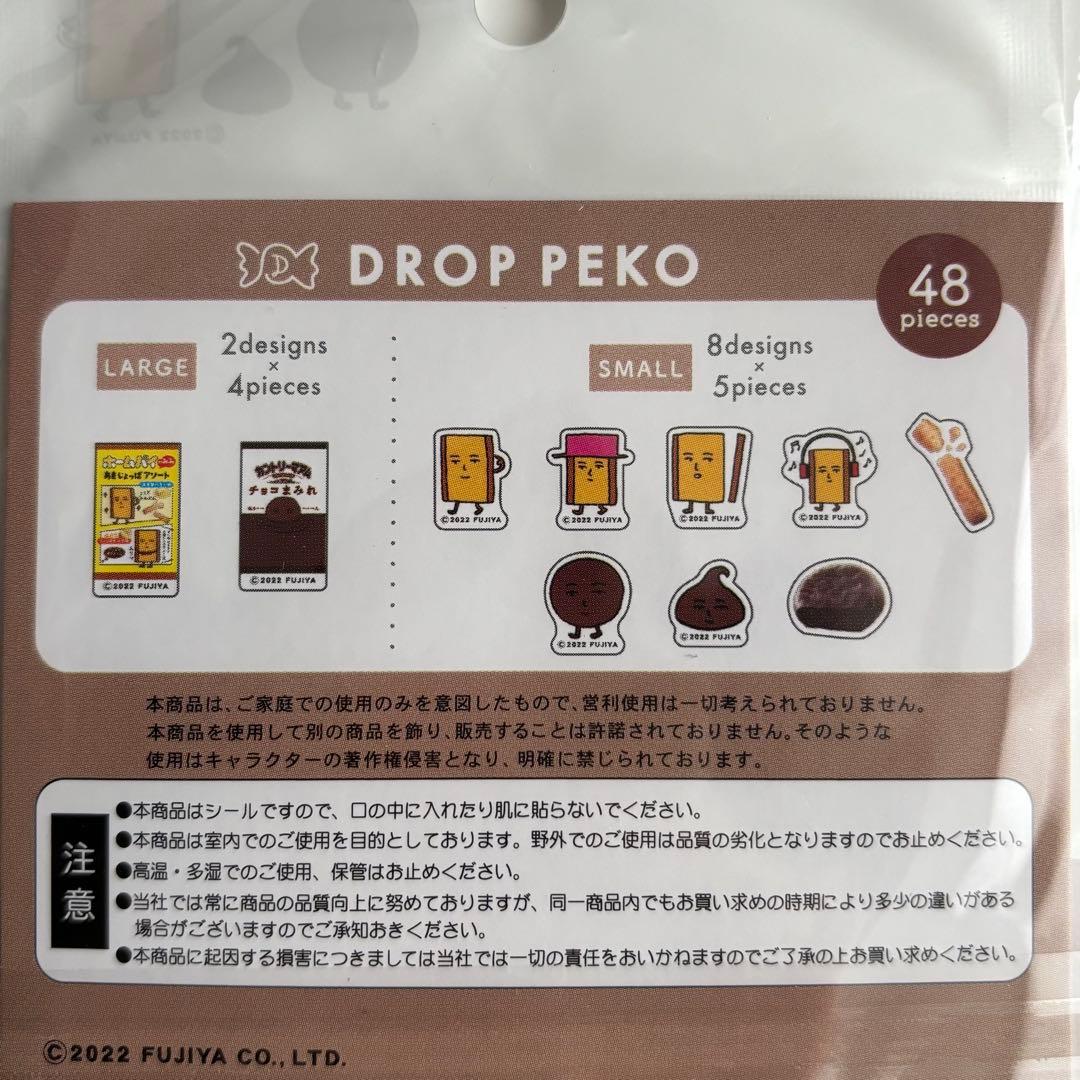 DROP PEKO
48
pieces
LARGE
2designs
×
4pieces
SMALL
8designs
×
5pieces
ホームパイ
カントリーマアム
チョコまみれ
©2022 FUJIYA
©2022 FUJIYA
©2022 FUJIYA
©2022 FUJIYA
©2022 FUJIYA
©2022 FUJIYA
©2022 FUJIYA
©2022 FUJIYA
本商品は、ご家庭での使用のみを意図したもので、営利使用は一切考えられておりません。
本商品を使用して別の商品を飾り、販売することは許諾されておりません。そのような
使用はキャラクターの著作権侵害となり、明確に禁じられております。
注意
●本商品はシールですので、口の中に入れたり肌に貼らないでください。
●本商品は室内でのご使用を目的としております。野外でのご使用は品質の劣化となりますのでお止めください。
●高温・多湿でのご使用、保管はお止めください。
●当社では常に商品の品質向上に努めておりますが、同一商品内でもお買い求めの時期により多少の違いがある
場合がございますのでご承知おきください。
●本商品に起因する損害につきましては当社では一切の責任をおいかねますのでご了承の上お買い求めください。
©2022 FUJIYA CO., LTD.